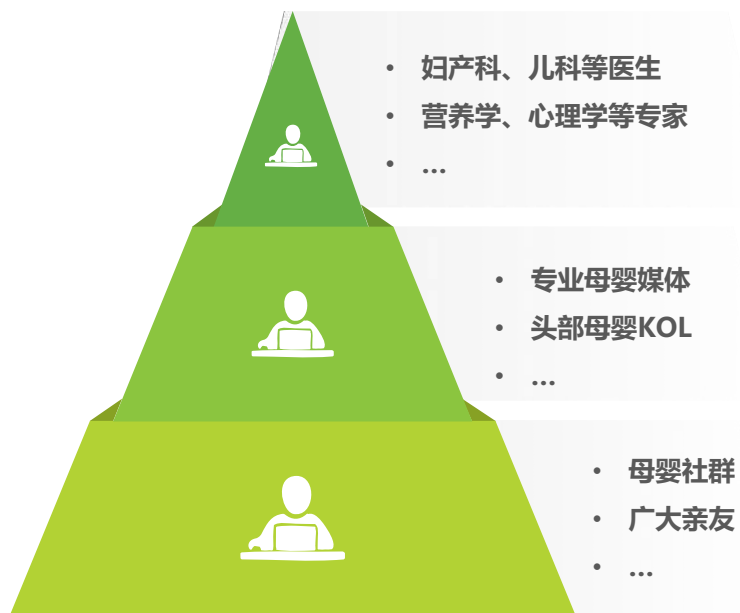 • 妇产科、儿科等医生
• 营养学、心理学等专家
• ...
• 专业母婴媒体
• 头部母婴KOL
• ...
• 母婴社群
• 广大亲友
• ...